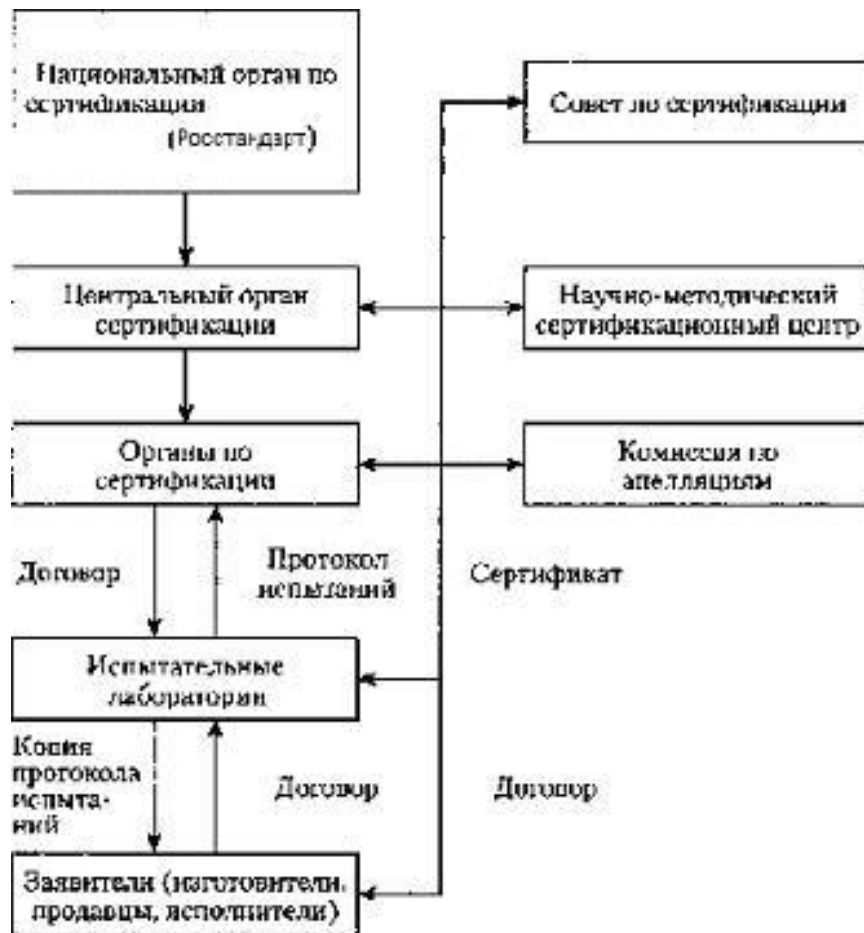 Национальный орган по
сертификации
(Росстандарт)
Совет по сертификации
Центральный орган
сертификации
Научно-методический
сертификационный центр
Органы по
сертификации
Комиссия по
апелляциям
Договор
Протокол
испытаний
Сертификат
Испытательные
лаборатории
Копия
протокола
испыта-
ний
Договор
Договор
Заявители (изготовители,
продавцы, исполнители)